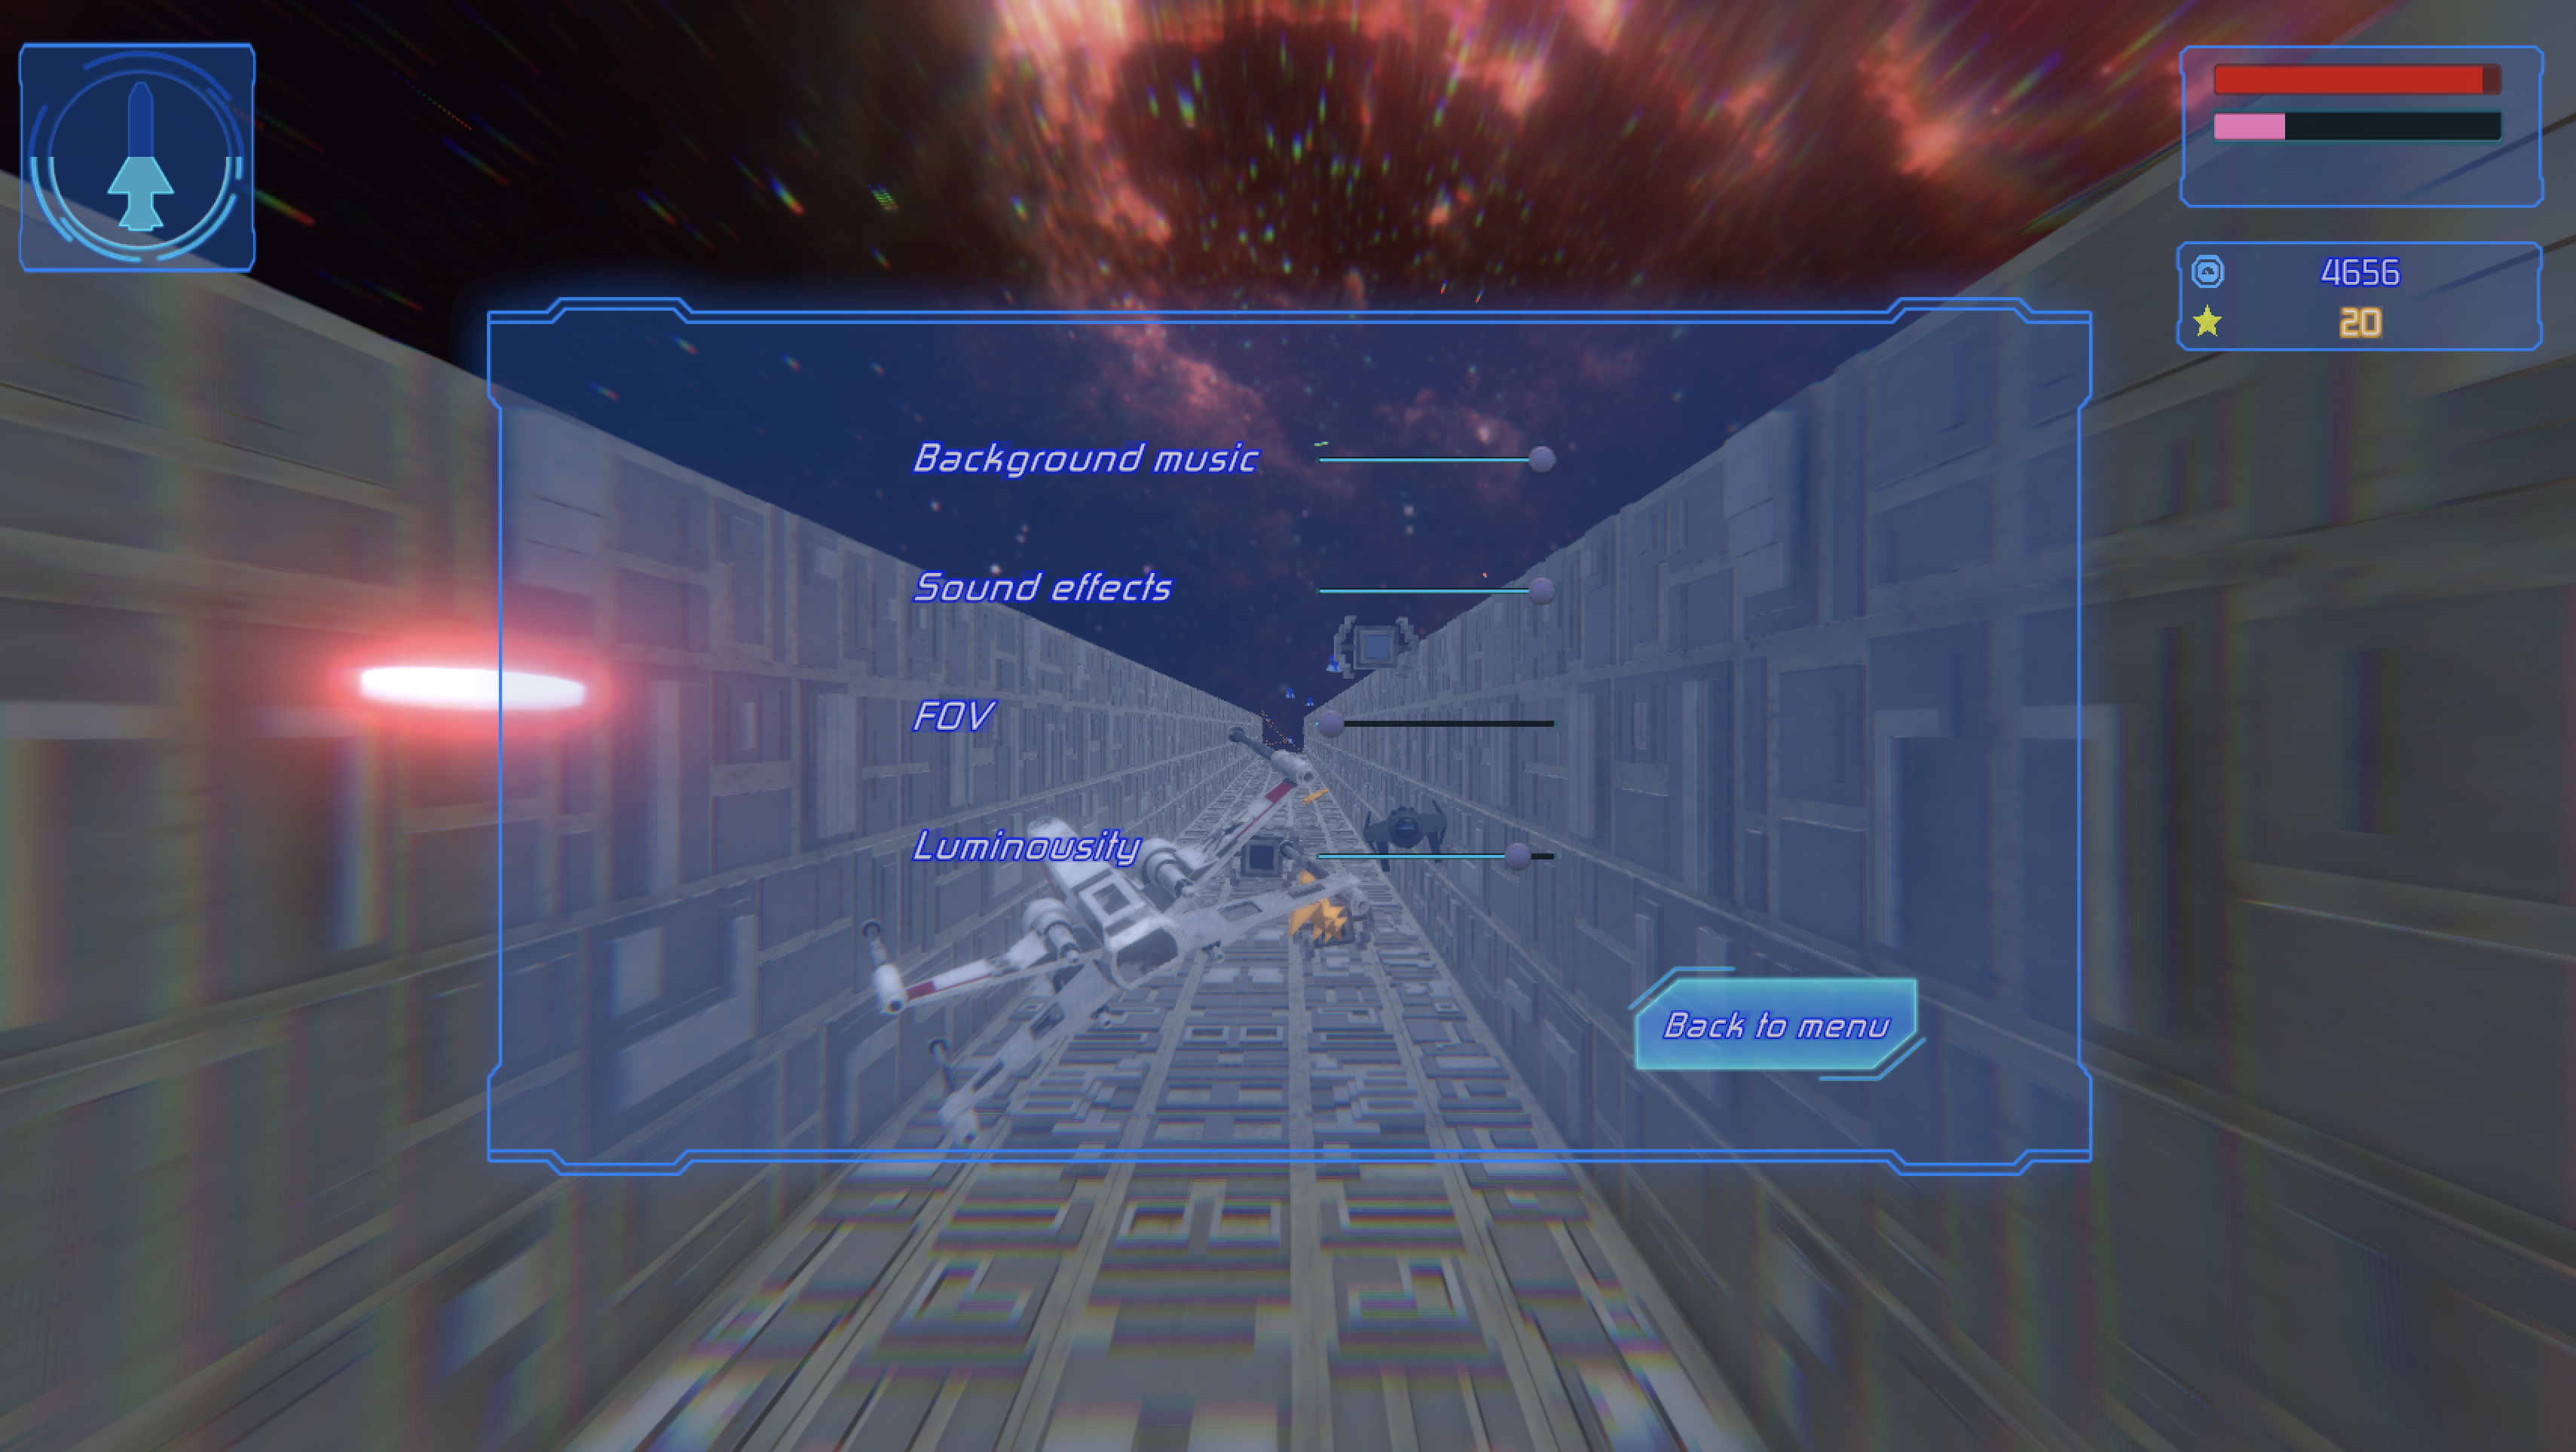 4656
20
Background music
Sound effects
FOV
Luminousity
Back to menu